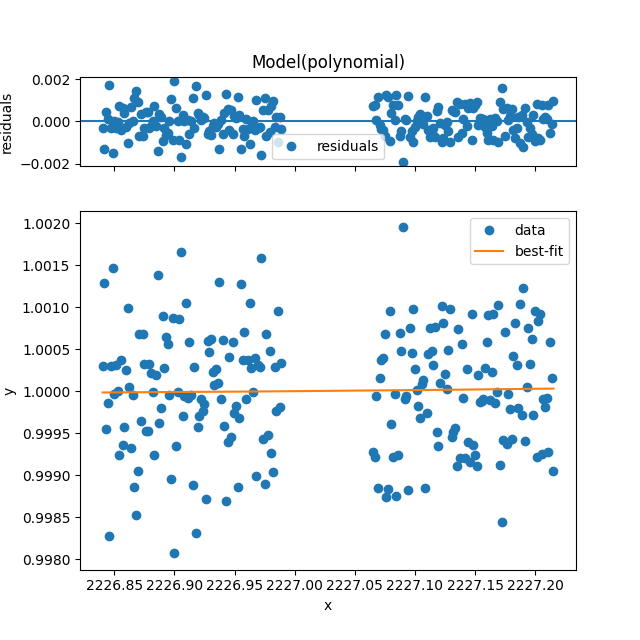 Model(polynomial)
0.002
0.000
−0.002
residuals
residuals
1.0020
1.0015
1.0010
1.0005
1.0000
0.9995
0.9990
0.9985
0.9980
y
data
best-fit
2226.85 2226.90 2226.95 2227.00 2227.05 2227.10 2227.15 2227.20
x